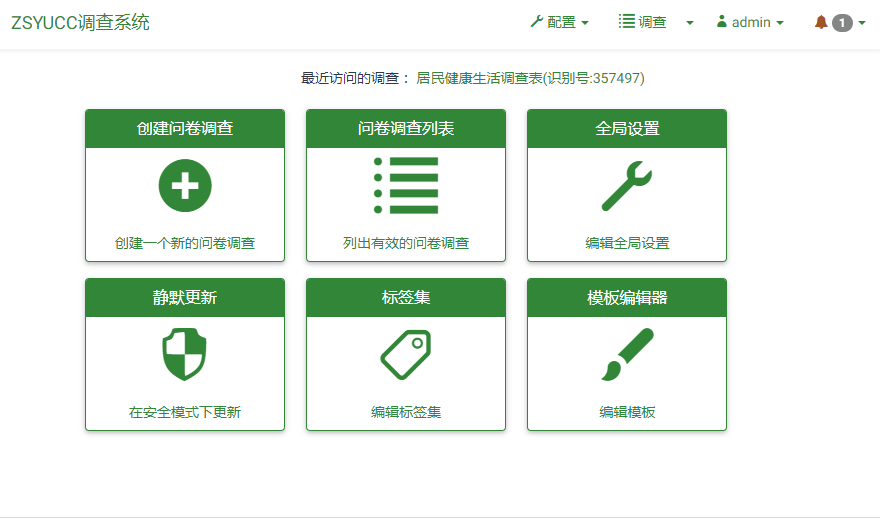 ZSYUCC调查系统
配置
调查
admin
1
最近访问的调查： 居民健康生活调查表(识别号:357497)
创建问卷调查
问卷调查列表
全局设置
创建一个新的问卷调查
列出有效的问卷调查
编辑全局设置
静默更新
标签集
模板编辑器
在安全模式下更新
编辑标签集
编辑模板